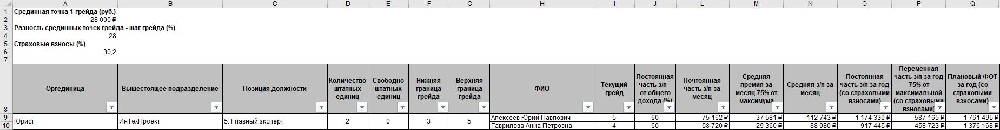 A B C D E F G H I J L M N O P Q
1 Срединная точка 1 грейда (руб.)
2 28 000 ₽
3 Разность срединных точек грейда - шаг грейда (%)
4 28
5 Страховые взносы (%)
6 30,2
7
8 Оргединица Вышестоящее подразделение Позиция должности Количество штатных единиц Свободно штатных единиц Нижняя граница грейда Верхняя граница грейда ФИО Текущий грейд Постоянная часть з/п от общего дохода (%) Почтоянная часть з/п за месяц Средняя премия за месяц 75% от максимума Средняя з/п за месяц Постоянная часть з/п за год (со страховыми взносами) Переменная часть з/п за год 75% от максимальной (со страховыми взносами) Плановый ФОТ за год (со страховыми взносами)
9 Юрист ИнТехПроект 5. Главный эксперт 2 0 3 5 Алексеев Юрий Павлович 5 60 75 162 ₽ 37 581 ₽ 112 743 ₽ 1 174 330 ₽ 587 165 ₽ 1 761 495 ₽
10 Гаврилова Анна Петровна 4 60 58 720 ₽ 29 360 ₽ 88 080 ₽ 917 445 ₽ 458 723 ₽ 1 376 168 ₽